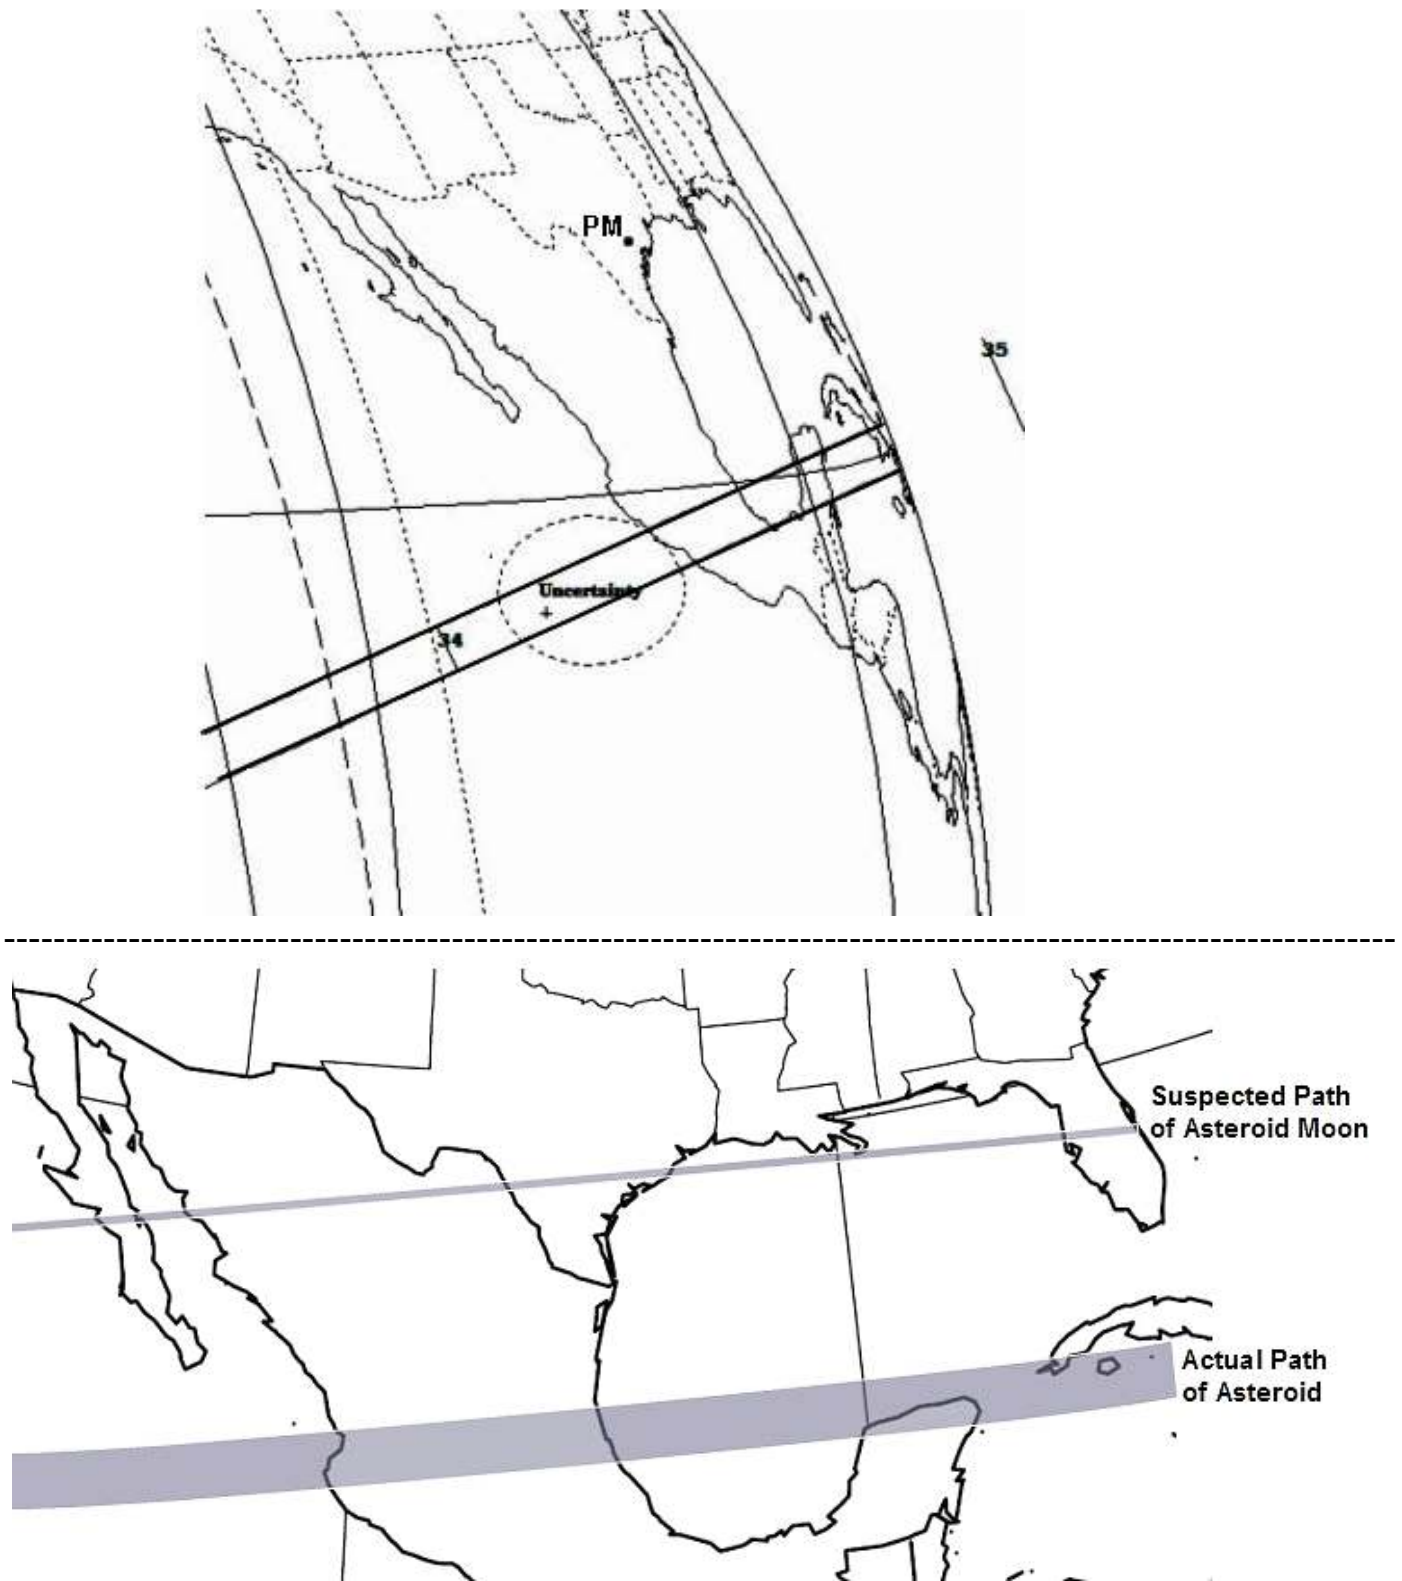 PM
35
Uncertainty
34
Suspected Path
of Asteroid Moon
Actual Path
of Asteroid